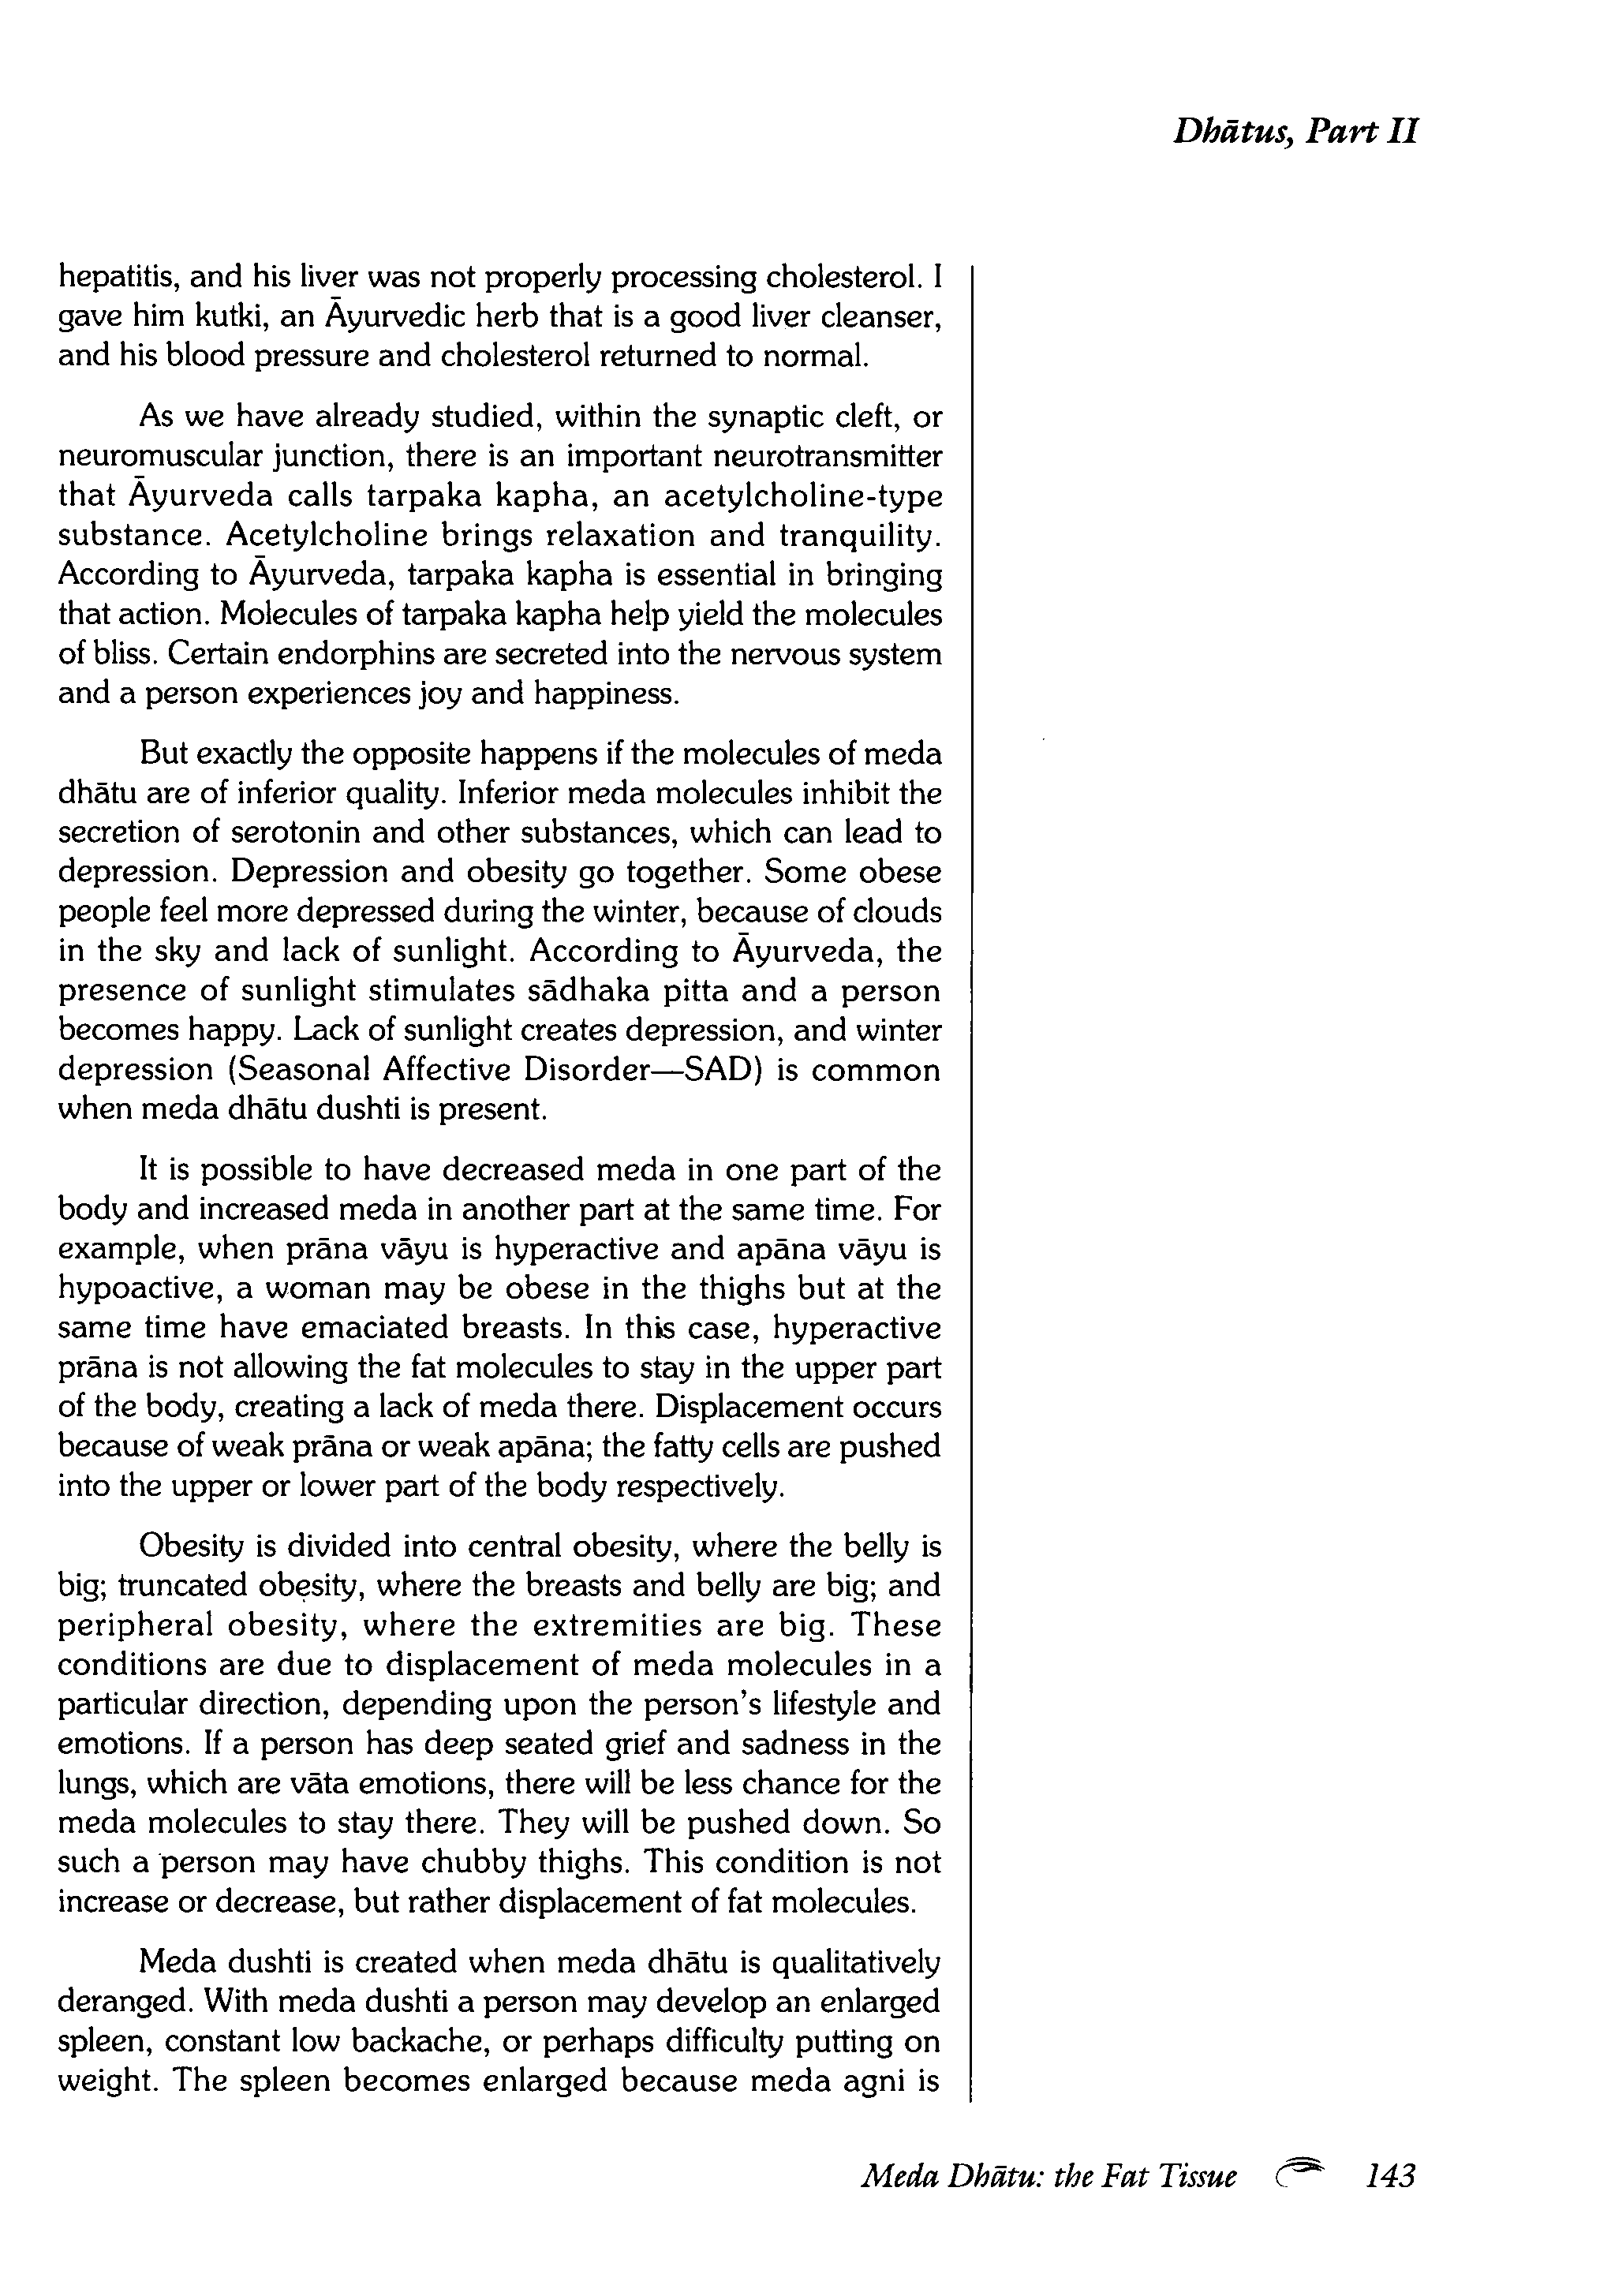 Dhātus, Part II
hepatitis, and his liver was not properly processing cholesterol. I
gave him kutki, an Āyurvedic herb that is a good liver cleanser,
and his blood pressure and cholesterol returned to normal.
As we have already studied, within the synaptic cleft, or
neuromuscular junction, there is an important neurotransmitter
that Āyurveda calls tarpaka kapha, an acetylcholine-type
substance. Acetylcholine brings relaxation and tranquility.
According to Āyurveda, tarpaka kapha is essential in bringing
that action. Molecules of tarpaka kapha help yield the molecules
of bliss. Certain endorphins are secreted into the nervous system
and a person experiences joy and happiness.
But exactly the opposite happens if the molecules of meda
dhātu are of inferior quality. Inferior meda molecules inhibit the
secretion of serotonin and other substances, which can lead to
depression. Depression and obesity go together. Some obese
people feel more depressed during the winter, because of clouds
in the sky and lack of sunlight. According to Āyurveda, the
presence of sunlight stimulates sādhaka pitta and a person
becomes happy. Lack of sunlight creates depression, and winter
depression (Seasonal Affective Disorder—SAD) is common
when meda dhātu dushti is present.
It is possible to have decreased meda in one part of the
body and increased meda in another part at the same time. For
example, when prāna vāyu is hyperactive and apāna vāyu is
hypoactive, a woman may be obese in the thighs but at the
same time have emaciated breasts. In this case, hyperactive
prāna is not allowing the fat molecules to stay in the upper part
of the body, creating a lack of meda there. Displacement occurs
because of weak prāna or weak apāna; the fatty cells are pushed
into the upper or lower part of the body respectively.
Obesity is divided into central obesity, where the belly is
big; truncated obesity, where the breasts and belly are big; and
peripheral obesity, where the extremities are big. These
conditions are due to displacement of meda molecules in a
particular direction, depending upon the person's lifestyle and
emotions. If a person has deep seated grief and sadness in the
lungs, which are vāta emotions, there will be less chance for the
meda molecules to stay there. They will be pushed down. So
such a person may have chubby thighs. This condition is not
increase or decrease, but rather displacement of fat molecules.
Meda dushti is created when meda dhātu is qualitatively
deranged. With meda dushti a person may develop an enlarged
spleen, constant low backache, or perhaps difficulty putting on
weight. The spleen becomes enlarged because meda agni is
Meda Dhātu: the Fat Tissue 143